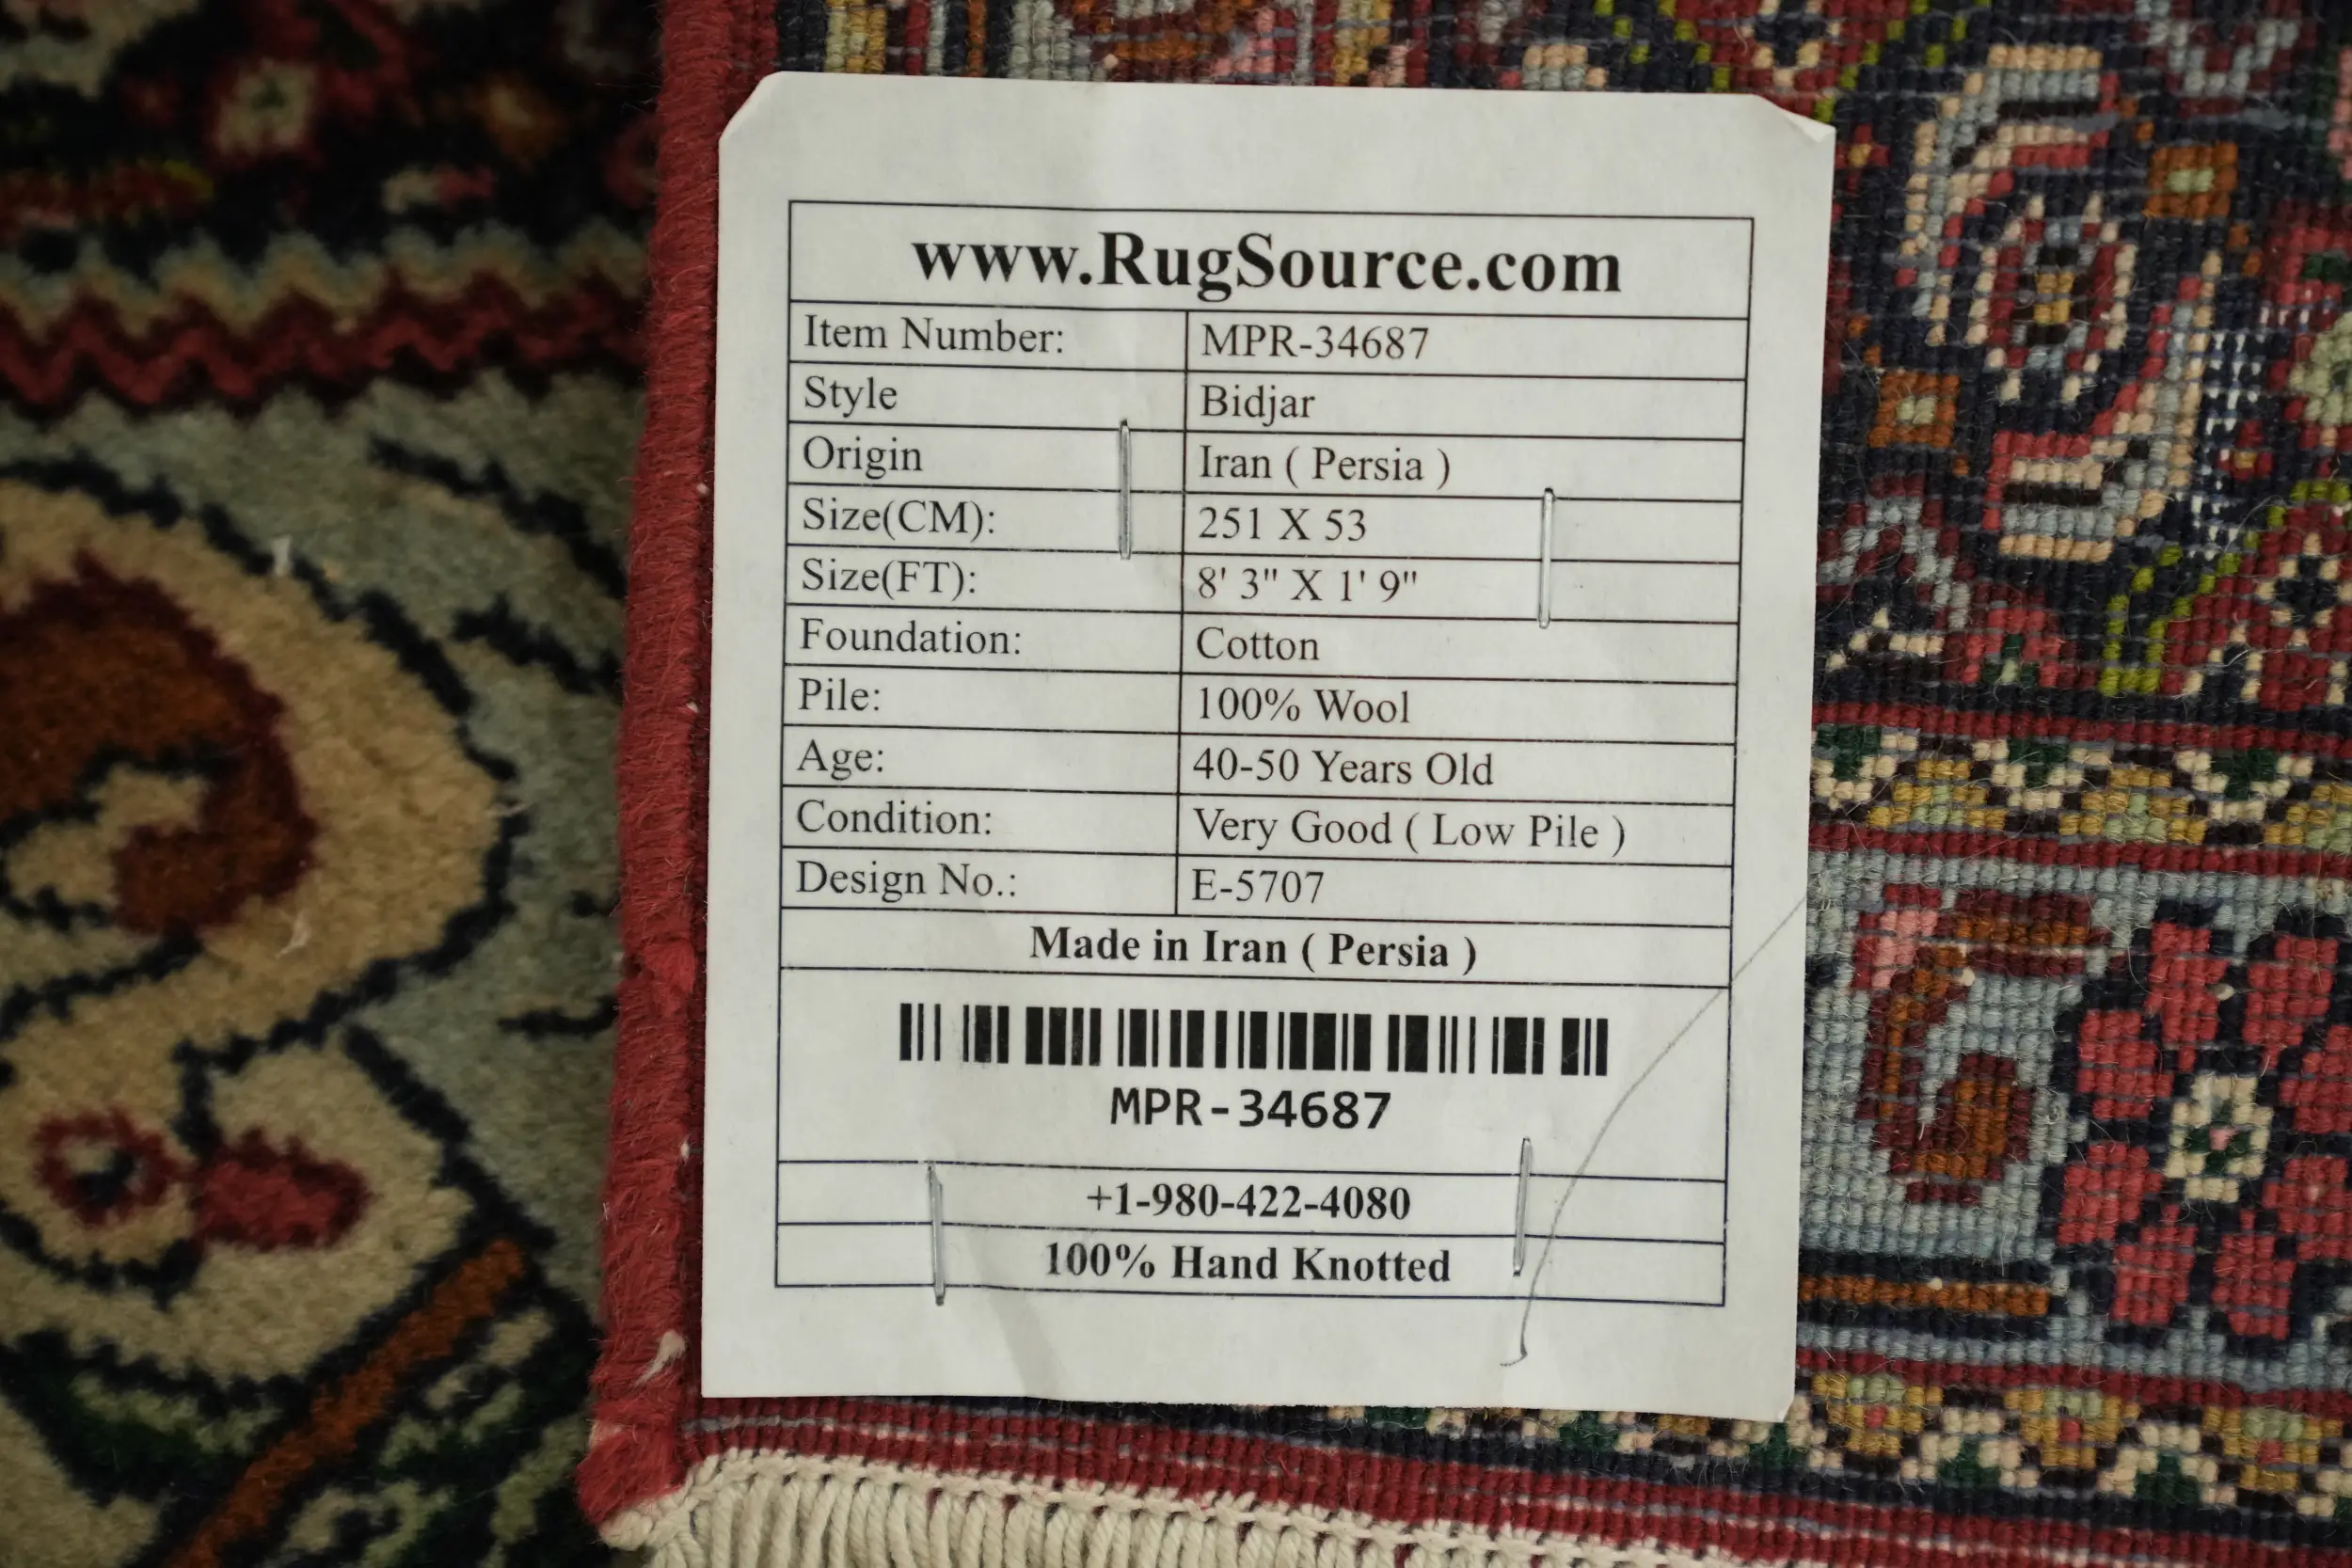 www.RugSource.com
Item Number: MPR-34687
Style Bidjar
Origin Iran ( Persia )
Size(CM): 251 X 53
Size(FT): 8' 3" X 1' 9"
Foundation: Cotton
Pile: 100% Wool
Age: 40-50 Years Old
Condition: Very Good ( Low Pile )
Design No.: E-5707
Made in Iran ( Persia )
MPR-34687
+1-980-422-4080
100% Hand Knotted